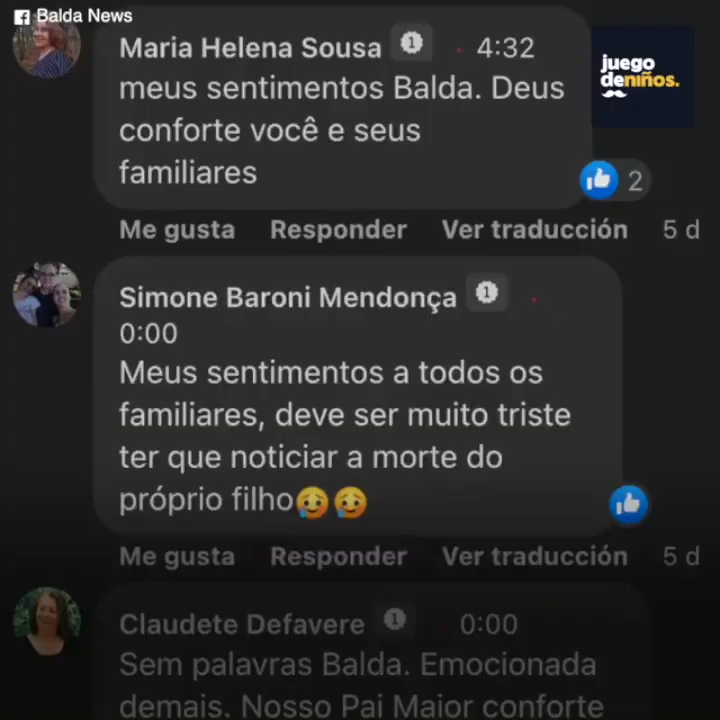 Balda News
Maria Helena Sousa 1 · 4:32
meus sentimentos Balda. Deus
conforte você e seus
familiares
juego
deniños.
2
Me gusta Responder Ver traducción 5 d
Simone Baroni Mendonça 1 ·
0:00
Meus sentimentos a todos os
familiares, deve ser muito triste
ter que noticiar a morte do
próprio filho🥲🥲
Me gusta Responder Ver traducción 5 d
Claudete Defavere 1 0:00
Sem palavras Balda. Emocionada
demais. Nosso Pai Maior conforte